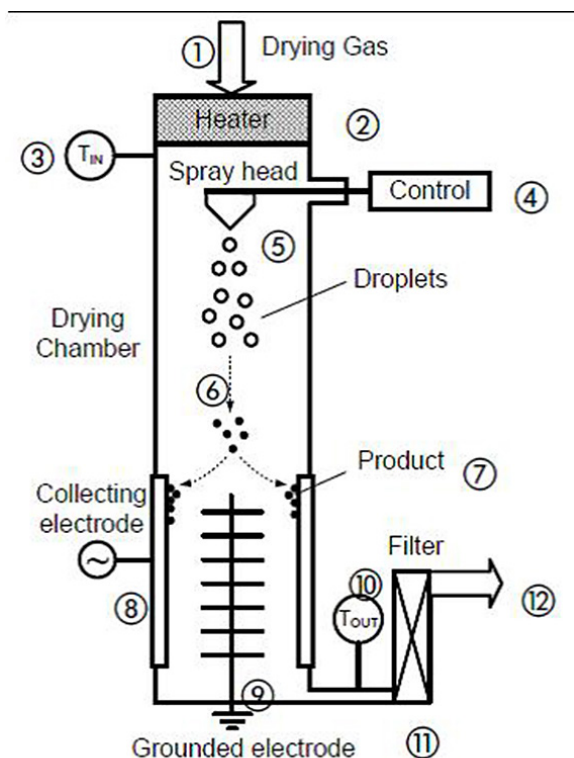 ① Drying Gas
Heater ②
③ TIN
Spray head
Control ④
⑤
Droplets
Drying
Chamber
⑥
Product ⑦
Collecting
electrode
Filter
~
⑧
⑩
TOUT
⑫
⑨
Grounded electrode ⑪